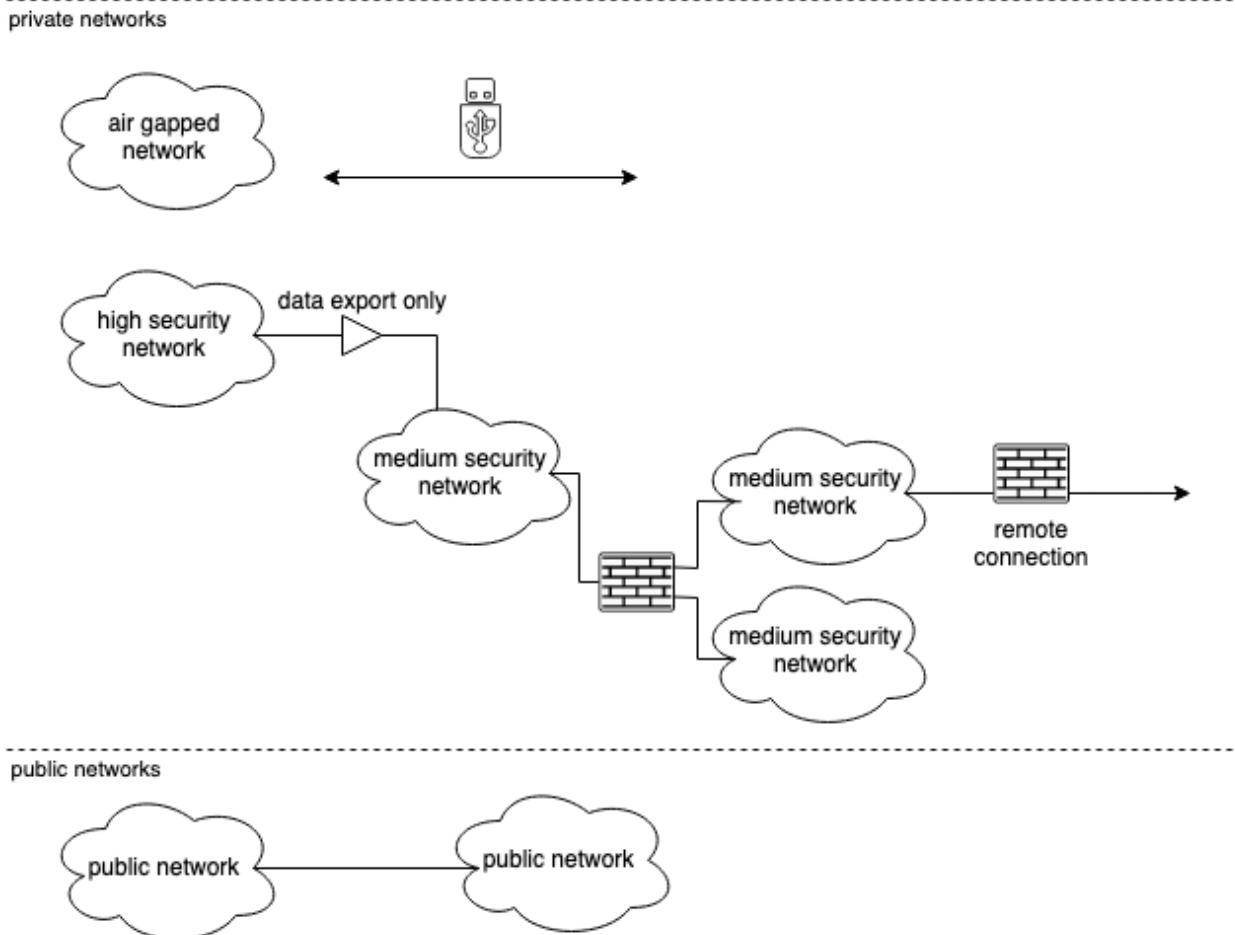 private networks
air gapped
network
data export only
high security
network
medium security
network
medium security
network
remote
connection
medium security
network
public networks
public network
public network